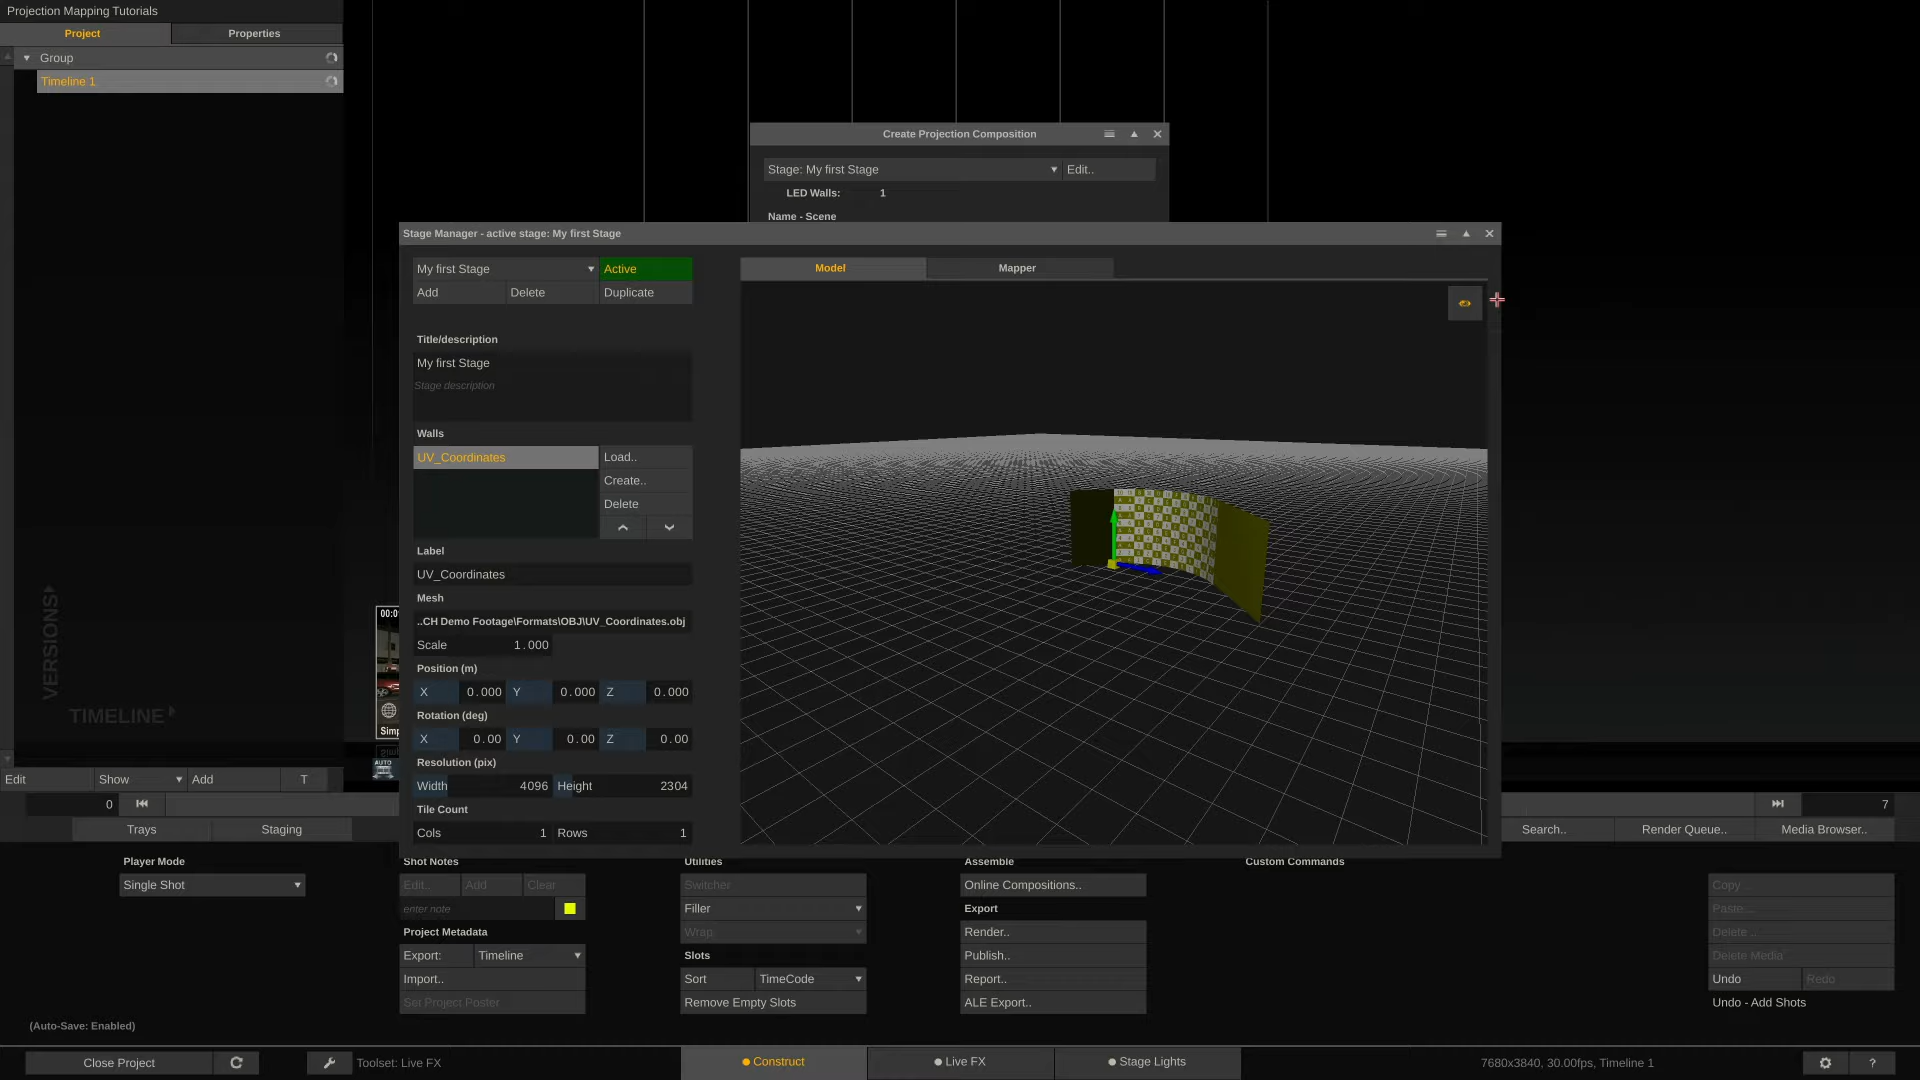 Projection Mapping Tutorials
Project
Properties
Group
Timeline 1
Create Projection Composition
Stage: My first Stage
Edit..
LED Walls: 1
Name - Scene
Stage Manager - active stage: My first Stage
My first Stage
Active
Add
Delete
Duplicate
Title/description
My first Stage
Stage description
Walls
UV_Coordinates
Load..
Create..
Delete
Label
UV_Coordinates
Mesh
..CH Demo Footage\Formats\OBJ\UV_Coordinates.obj
Scale 1.000
Position (m)
X 0.000 Y 0.000 Z 0.000
Rotation (deg)
X 0.00 Y 0.00 Z 0.00
Resolution (pix)
Width 4096 Height 2304
Tile Count
Cols 1 Rows 1
Model
Mapper
VERSIONS
TIMELINE
00:0
Simp
AUTO
Edit
Show
Add
T
0
7
Trays
Staging
Search..
Render Queue..
Media Browser..
Player Mode
Single Shot
Shot Notes
Edit..
Add
Clear
enter note
Project Metadata
Export: Timeline
Import..
Set Project Poster
Utilities
Switcher
Filler
Wrap
Slots
Sort TimeCode
Remove Empty Slots
Assemble
Online Compositions..
Export
Render..
Publish..
Report..
ALE Export..
Custom Commands
Copy
Paste...
Delete ...
Delete Media
Undo
Redo
Undo - Add Shots
(Auto-Save: Enabled)
Close Project
Toolset: Live FX
Construct
Live FX
Stage Lights
7680x3840, 30.00fps, Timeline 1
?